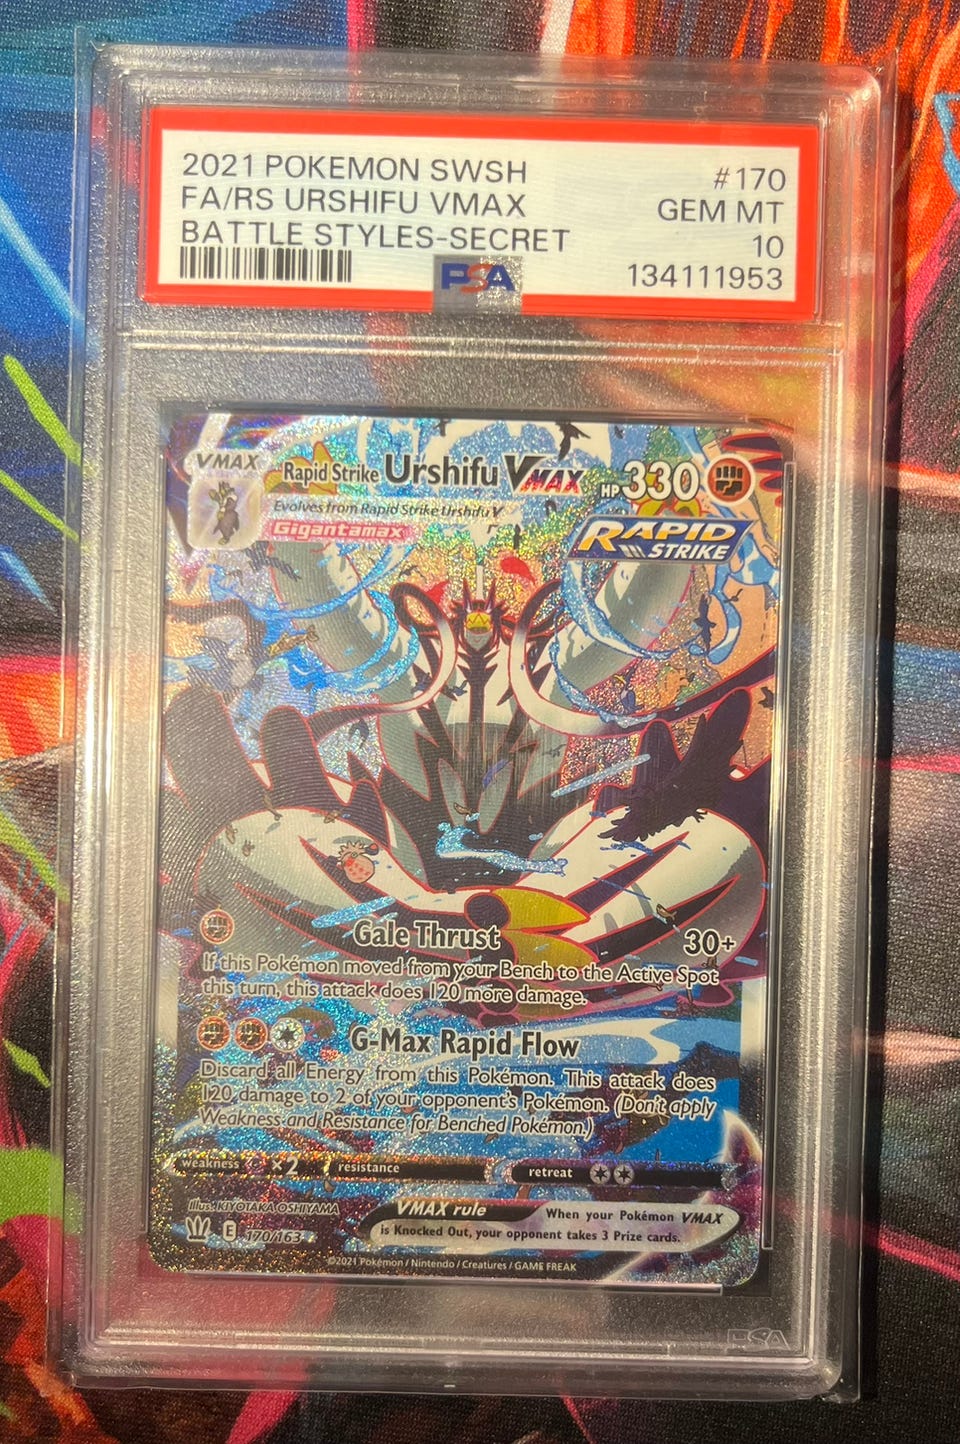 2021 POKEMON SWSH #170
FA/RS URSHIFU VMAX GEM MT
BATTLE STYLES-SECRET 10
PSA 134111953
VMAX Rapid Strike Urshifu VMAX HP 330
Evolves from Rapid Strike Urshifu V
Gigantamax
RAPID
STRIKE
Gale Thrust 30+
If this Pokémon moved from your Bench to the Active Spot
this turn, this attack does 120 more damage.
G-Max Rapid Flow
Discard all Energy from this Pokémon. This attack does
120 damage to 2 of your opponent's Pokémon. (Don't apply
Weakness and Resistance for Benched Pokémon.)
weakness ×2 resistance retreat
Illus. KIYOTAKA OSHIYAMA
E 170/163
VMAX rule When your Pokémon VMAX
is Knocked Out, your opponent takes 3 Prize cards.
©2021 Pokémon / Nintendo / Creatures / GAME FREAK
PSA